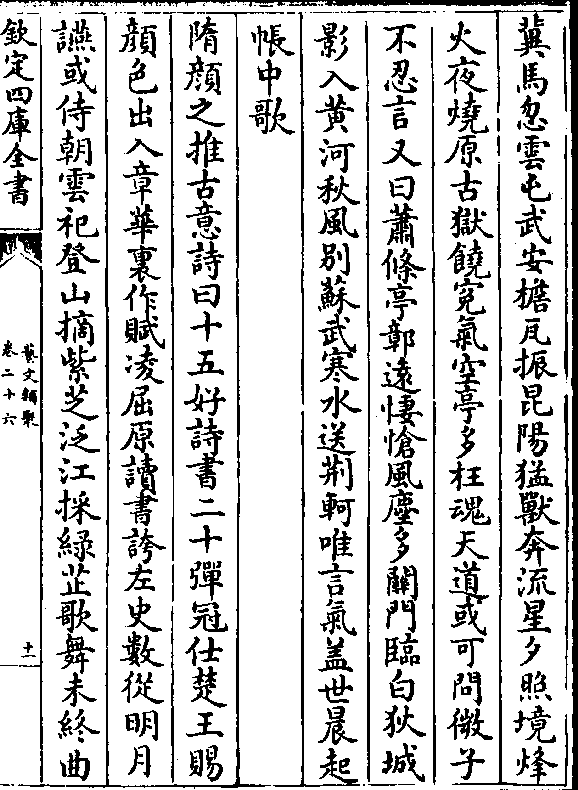 冀馬忽雲屯武安檐瓦振昆陽猛獸奔流星夕照境烽
火夜燒原古獄饒寃氣空亭多枉魂天道或可問微子
不忍言又曰蕭條亭鄣遠悽愴風塵多關門臨白狄城
影入黄河秋風别蘇武寒水送荆軻唯言氣盖世晨起
帳中歌
隋顔之推古意詩曰十五好詩書二十彈冠仕楚王賜
顔色出入章華裏作賦凌屈原讀書誇左史數從明月
讌或侍朝雲祀登山摘紫芝泛江採緑芷歌舞未終曲
欽定四庫全書
藝文類聚
卷二十六
十一